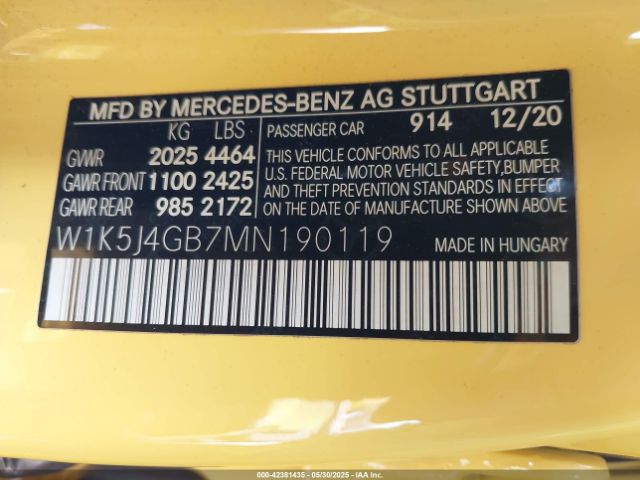 MFD BY MERCEDES-BENZ AG STUTTGART
KG LBS
GVWR 2025 4464
GAWR FRONT 1100 2425
GAWR REAR 985 2172
PASSENGER CAR 914 12/20
THIS VEHICLE CONFORMS TO ALL APPLICABLE
U.S. FEDERAL MOTOR VEHICLE SAFETY, BUMPER
AND THEFT PREVENTION STANDARDS IN EFFECT
ON THE DATE OF MANUFACTURE SHOWN ABOVE
W1K5J4GB7MN190119 MADE IN HUNGARY
000-42381435 - 05/30/2025 - IAA Inc.